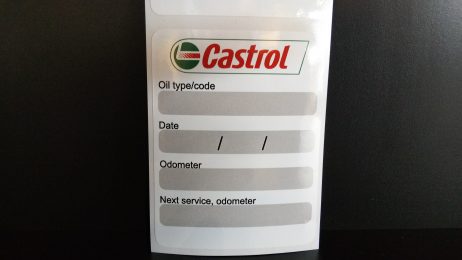 Castrol
Oil type/code
Date
/ /
Odometer
Next service, odometer